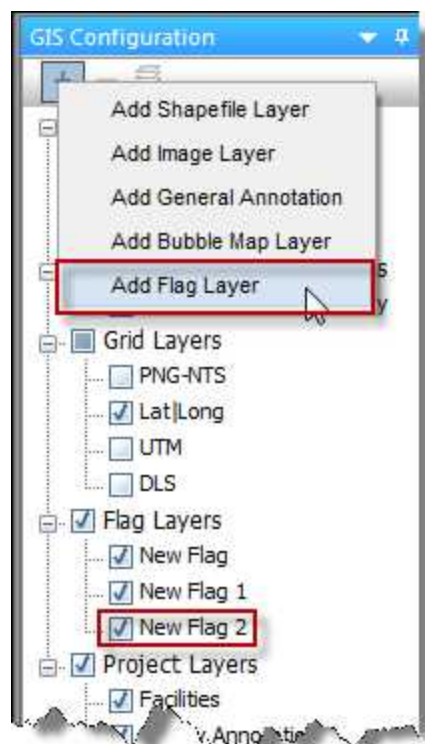 GIS Configuration
Add Shapefile Layer
Add Image Layer
Add General Annotation
Add Bubble Map Layer
Add Flag Layer
s
y
Grid Layers
PNG-NTS
Lat|Long
UTM
DLS
Flag Layers
New Flag
New Flag 1
New Flag 2
Project Layers
Facilities